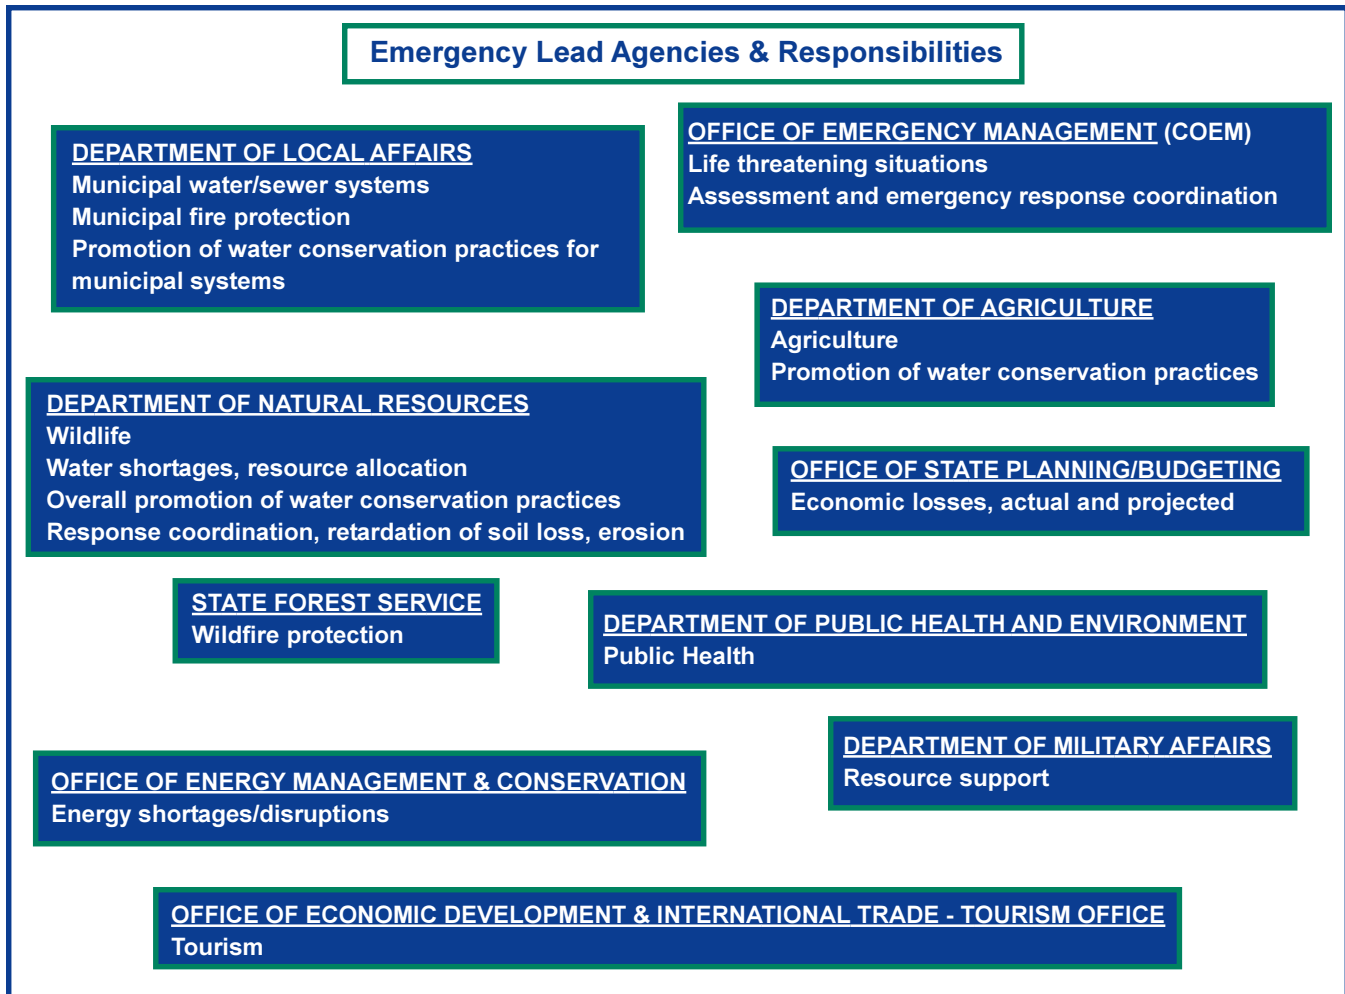 Emergency Lead Agencies & Responsibilities
DEPARTMENT OF LOCAL AFFAIRS
Municipal water/sewer systems
Municipal fire protection
Promotion of water conservation practices for
municipal systems
OFFICE OF EMERGENCY MANAGEMENT (COEM)
Life threatening situations
Assessment and emergency response coordination
DEPARTMENT OF AGRICULTURE
Agriculture
Promotion of water conservation practices
DEPARTMENT OF NATURAL RESOURCES
Wildlife
Water shortages, resource allocation
Overall promotion of water conservation practices
Response coordination, retardation of soil loss, erosion
OFFICE OF STATE PLANNING/BUDGETING
Economic losses, actual and projected
STATE FOREST SERVICE
Wildfire protection
DEPARTMENT OF PUBLIC HEALTH AND ENVIRONMENT
Public Health
DEPARTMENT OF MILITARY AFFAIRS
Resource support
OFFICE OF ENERGY MANAGEMENT & CONSERVATION
Energy shortages/disruptions
OFFICE OF ECONOMIC DEVELOPMENT & INTERNATIONAL TRADE - TOURISM OFFICE
Tourism